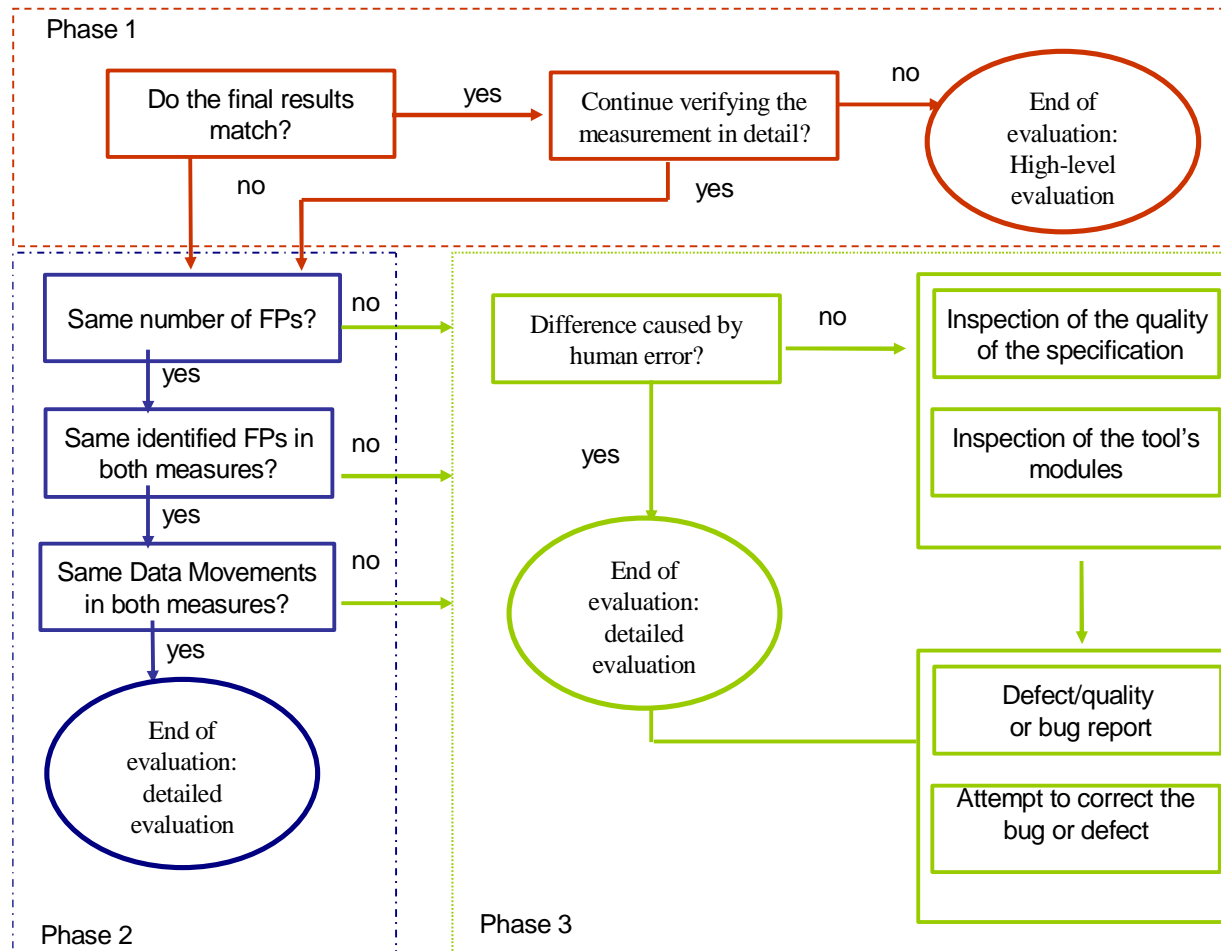 Phase 1
Do the final results
match?
yes
Continue verifying the
measurement in detail?
no
End of
evaluation:
High-level
evaluation
no
yes
Same number of FPs?
no
yes
Same identified FPs in
both measures?
no
yes
Same Data Movements
in both measures?
no
yes
End of
evaluation:
detailed
evaluation
Phase 2
Difference caused by
human error?
no
yes
End of
evaluation:
detailed
evaluation
Inspection of the quality
of the specification
Inspection of the tool's
modules
Defect/quality
or bug report
Attempt to correct the
bug or defect
Phase 3